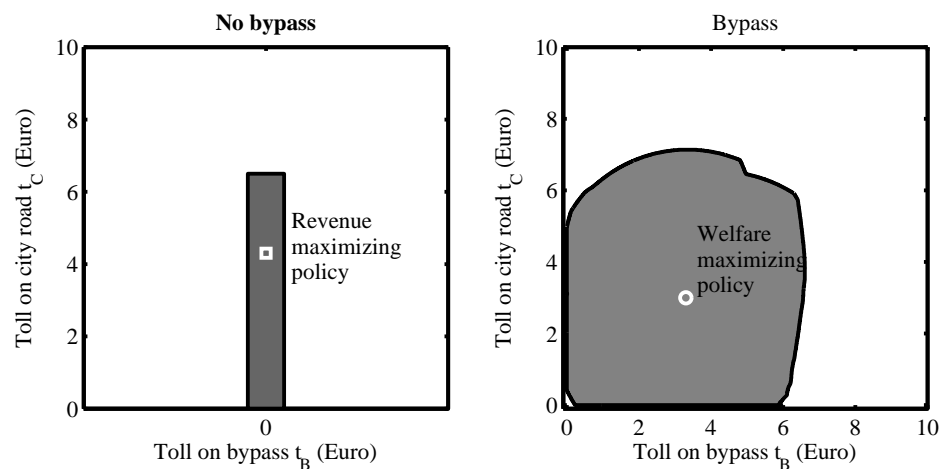 No bypass
10
8
6
4
2
0
Toll on city road t_C (Euro)
Revenue
maximizing
policy
0
Toll on bypass t_B (Euro)
Bypass
10
8
6
4
2
0
Toll on city road t_C (Euro)
Welfare
maximizing
policy
0 2 4 6 8 10
Toll on bypass t_B (Euro)